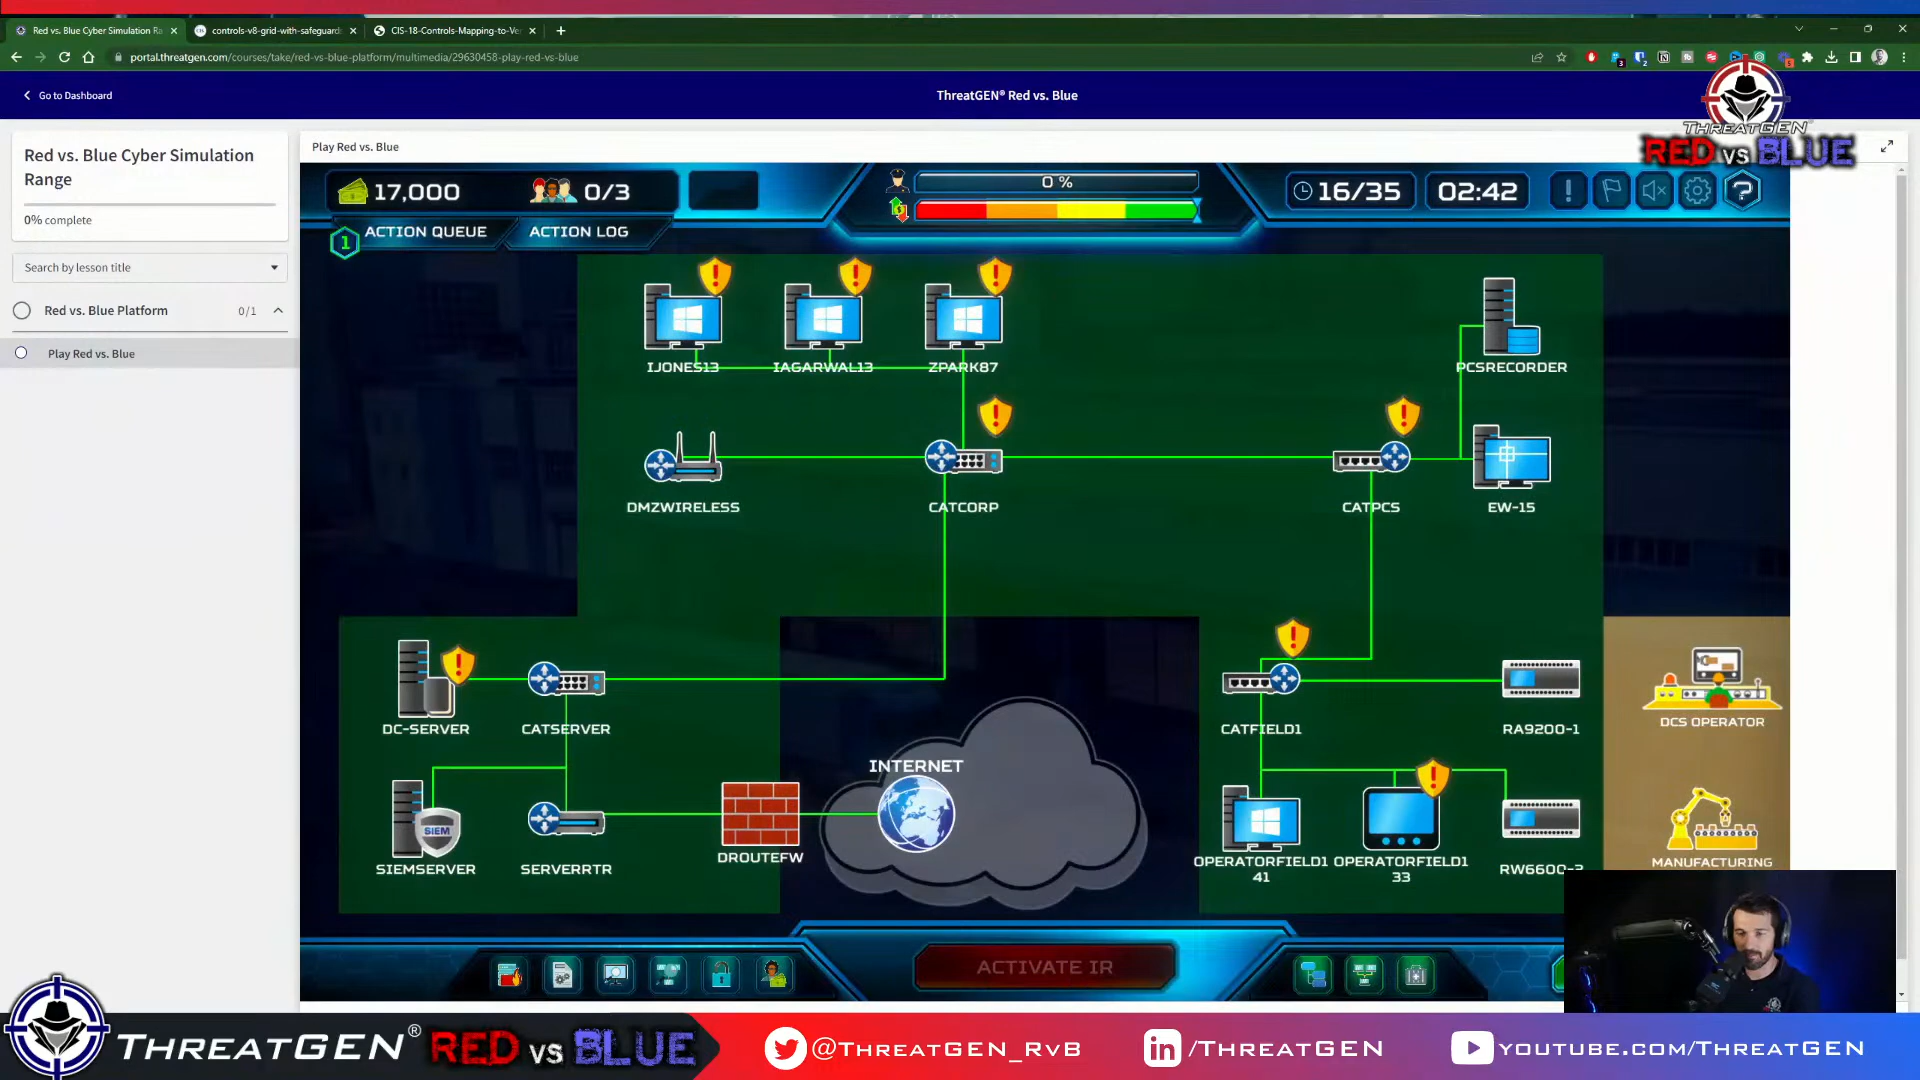 Red vs. Blue Cyber Simulation Ra
controls-v8-grid-with-safeguard
CIS-18-Controls-Mapping-to-Ve
portal.threatgen.com/courses/take/red-vs-blue-platform/multimedia/29630458-play-red-vs-blue
Go to Dashboard
ThreatGEN® Red vs. Blue
THREATGEN
RED vs BLUE
Red vs. Blue Cyber Simulation
Range
0% complete
Search by lesson title
Red vs. Blue Platform
0/1
Play Red vs. Blue
Play Red vs. Blue
17,000
0/3
0 %
16/35
02:42
1
ACTION QUEUE
ACTION LOG
IJONES13
IAGARWAL13
ZPARK87
PCSRECORDER
DMZWIRELESS
CATCORP
CATPCS
EW-15
DC-SERVER
CATSERVER
CATFIELD1
RA9200-1
DCS OPERATOR
INTERNET
SIEM
SIEMSERVER
SERVERRTR
DROUTEFW
OPERATORFIELD1
41
OPERATORFIELD1
33
RW6600-2
MANUFACTURING
ACTIVATE IR
THREATGEN® RED vs BLUE
@THREATGEN_RVB
/THREATGEN
YOUTUBE.COM/THREATGEN